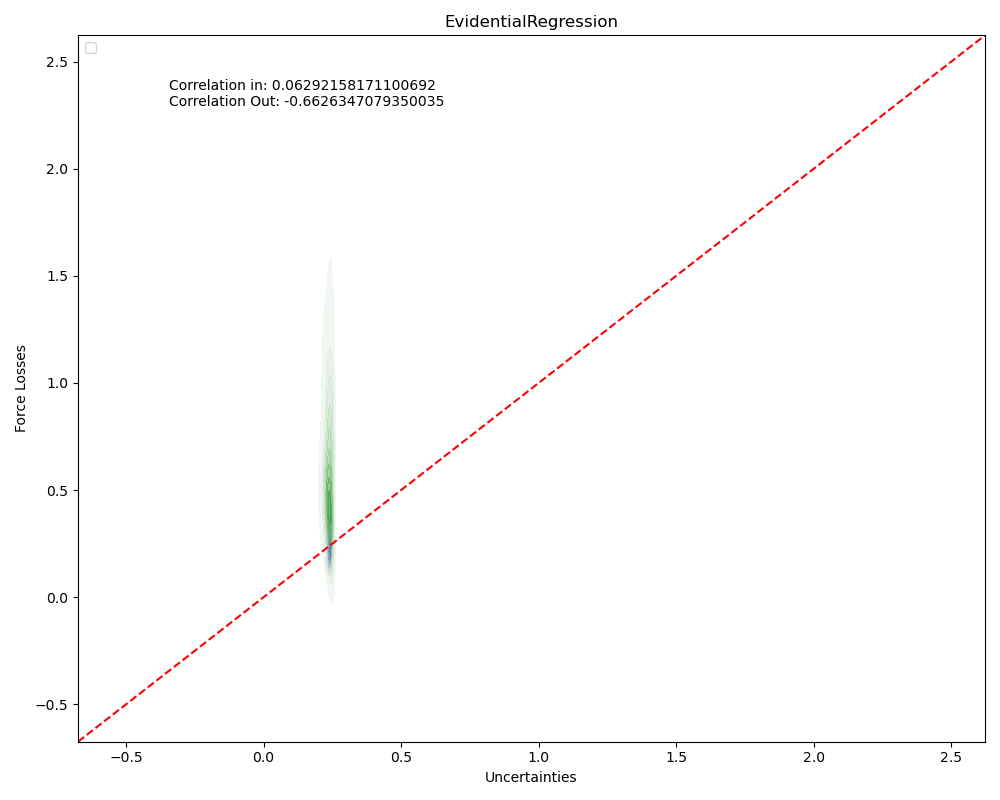 EvidentialRegression
Correlation in: 0.06292158171100692
Correlation Out: -0.6626347079350035
2.5
2.0
1.5
1.0
0.5
0.0
−0.5
Force Losses
−0.5
0.0
0.5
1.0
1.5
2.0
2.5
Uncertainties